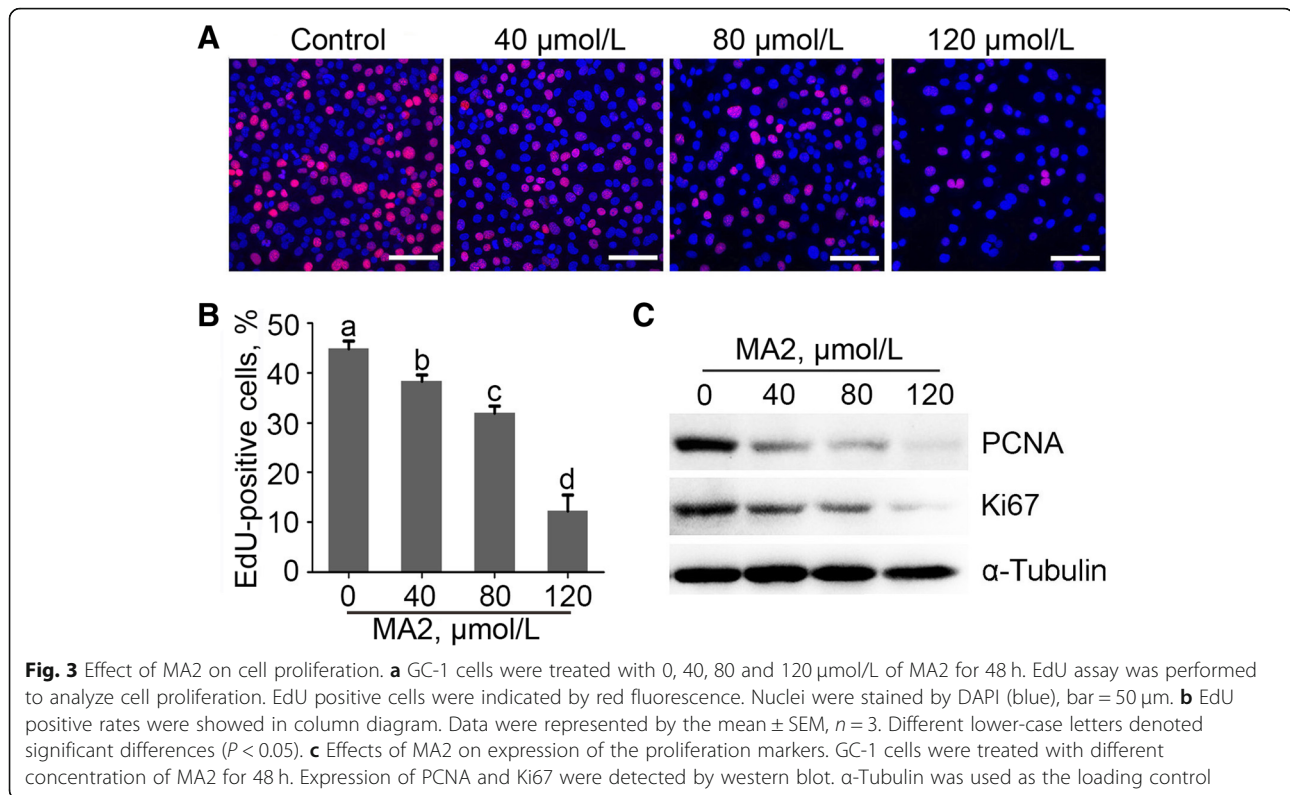 A
Control
40 µmol/L
80 µmol/L
120 µmol/L
B
EdU-positive cells, %
50
40
30
20
10
0
a
b
c
d
0 40 80 120
MA2, µmol/L
C
MA2, µmol/L
0 40 80 120
PCNA
Ki67
α-Tubulin
Fig. 3 Effect of MA2 on cell proliferation. a GC-1 cells were treated with 0, 40, 80 and 120 µmol/L of MA2 for 48 h. EdU assay was performed
to analyze cell proliferation. EdU positive cells were indicated by red fluorescence. Nuclei were stained by DAPI (blue), bar = 50 µm. b EdU
positive rates were showed in column diagram. Data were represented by the mean ± SEM, n = 3. Different lower-case letters denoted
significant differences (P < 0.05). c Effects of MA2 on expression of the proliferation markers. GC-1 cells were treated with different
concentration of MA2 for 48 h. Expression of PCNA and Ki67 were detected by western blot. α-Tubulin was used as the loading control